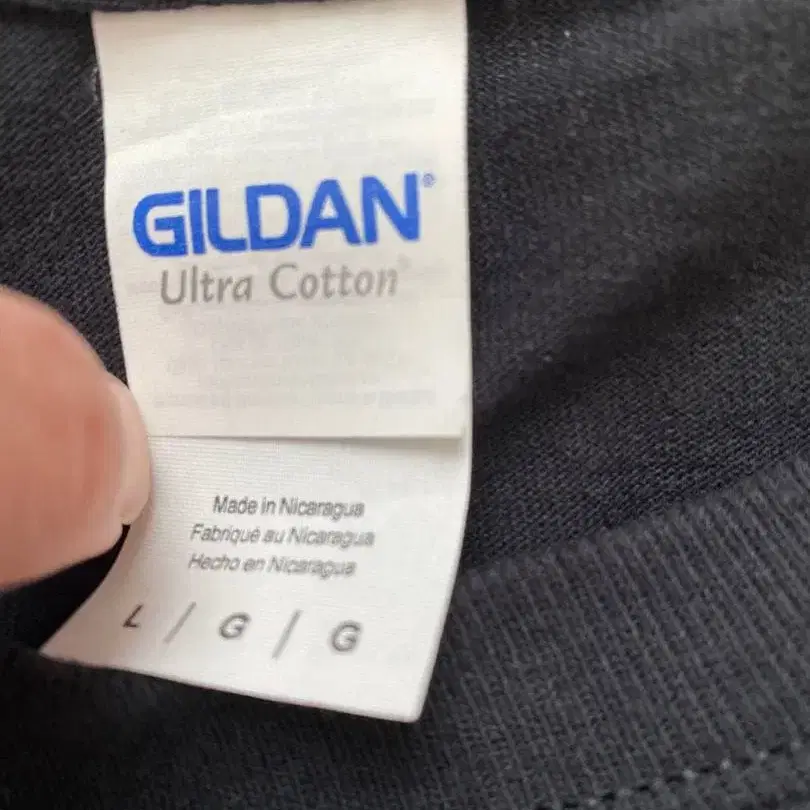 GILDAN®
Ultra Cotton®
Made in Nicaragua
Fabriqué au Nicaragua
Hecho en Nicaragua
L / G / G